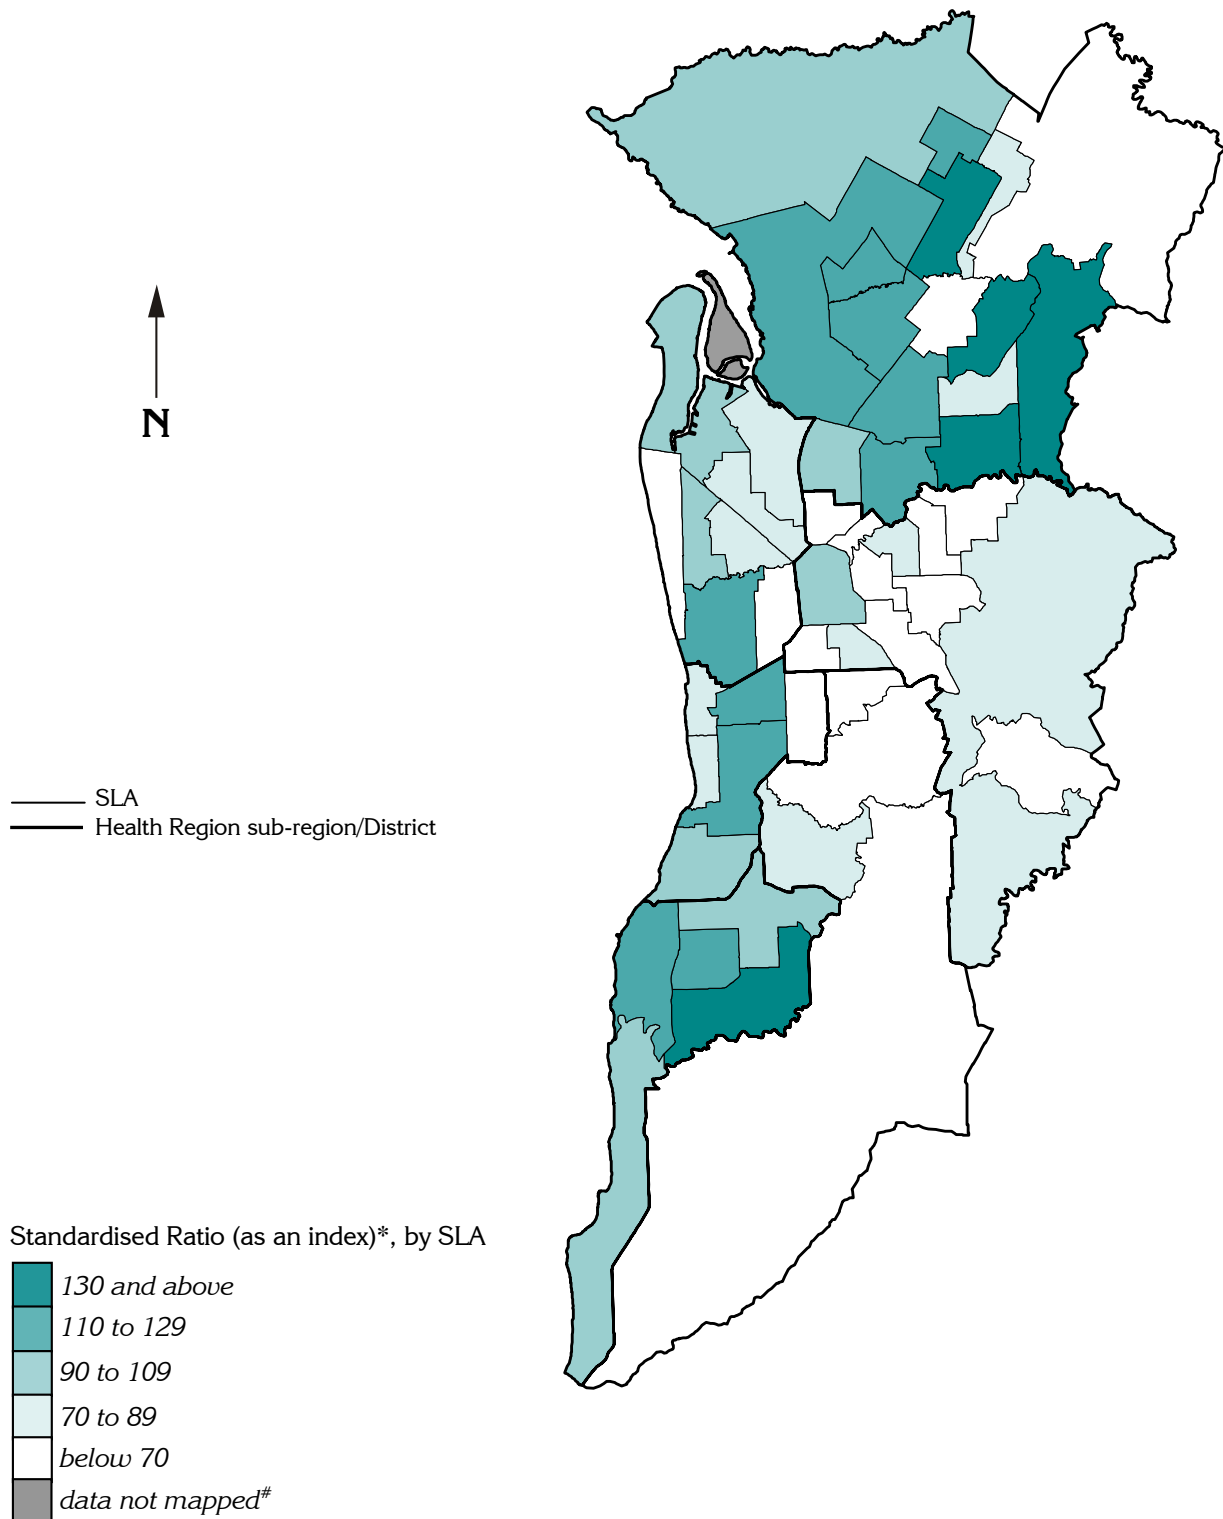 N
SLA
Health Region sub-region/District
Standardised Ratio (as an index)*, by SLA
130 and above
110 to 129
90 to 109
70 to 89
below 70
data not mapped#